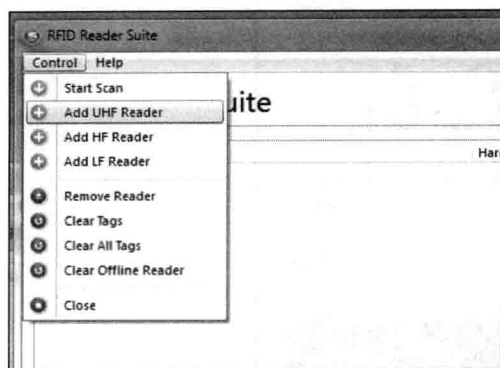 RFID Reader Suite
Control Help
Start Scan
uite
Add UHF Reader
Add HF Reader
Har
Add LF Reader
Remove Reader
Clear Tags
Clear All Tags
Clear Offline Reader
Close